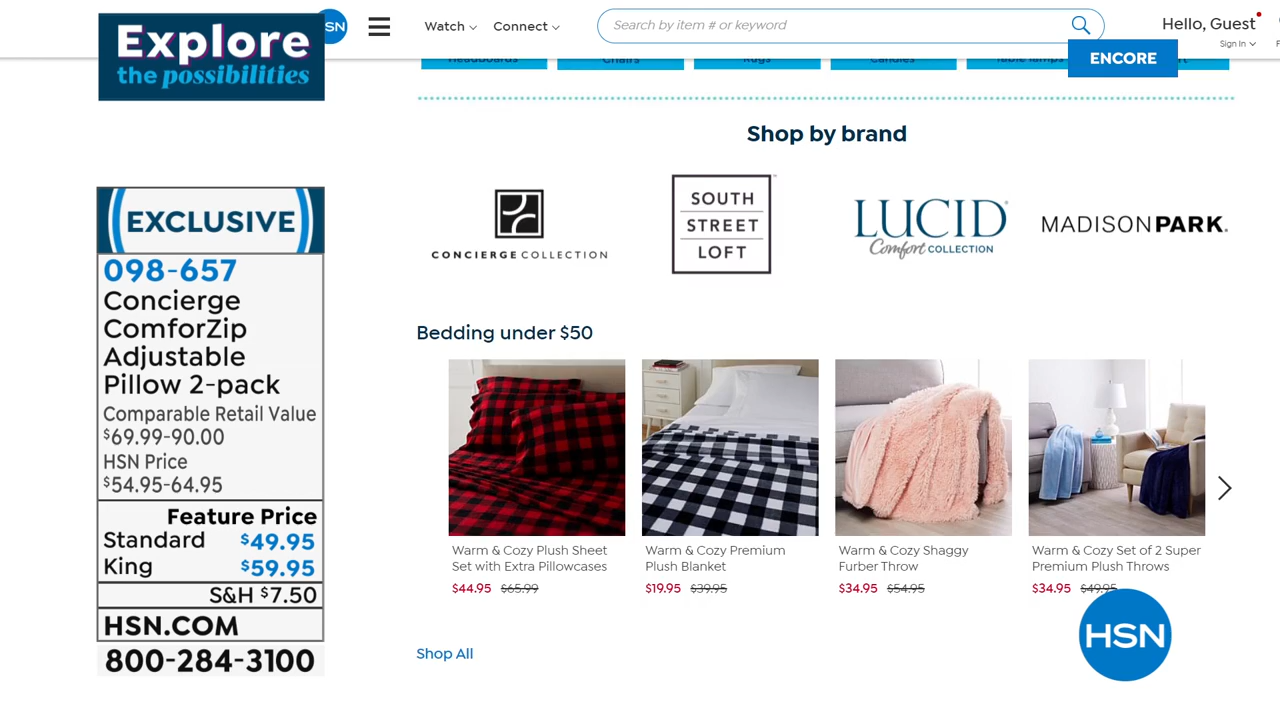 Explore
the possibilities
SN
Watch
Connect
Search by item # or keyword
Hello, Guest
Sign In
ENCORE
Headboards
Chairs
Rugs
Candles
Table lamps
Shop by brand
CONCIERGE COLLECTION
SOUTH
STREET
LOFT
LUCID
Comfort COLLECTION
MADISON PARK.
EXCLUSIVE
098-657
Concierge
ComforZip
Adjustable
Pillow 2-pack
Comparable Retail Value
$69.99-90.00
HSN Price
$54.95-64.95
Feature Price
Standard $49.95
King $59.95
S&H $7.50
HSN.COM
800-284-3100
Bedding under $50
Warm & Cozy Plush Sheet
Set with Extra Pillowcases
$44.95 $65.99
Warm & Cozy Premium
Plush Blanket
$19.95 $39.95
Warm & Cozy Shaggy
Furber Throw
$34.95 $54.95
Warm & Cozy Set of 2 Super
Premium Plush Throws
$34.95 $49.95
Shop All
HSN